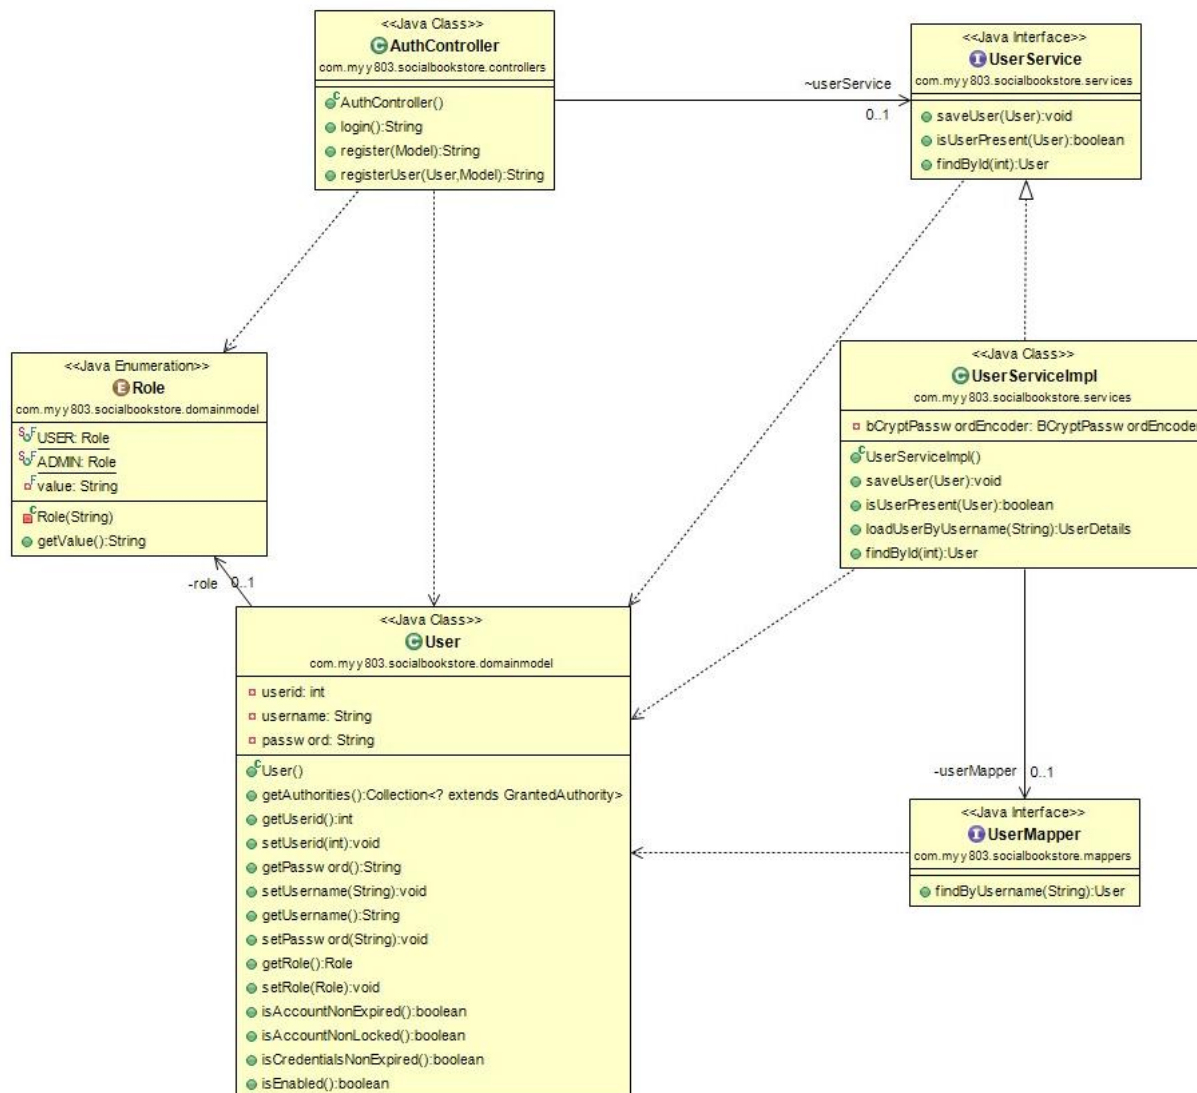 <<Java Class>>
AuthController
com.myy803.socialbookstore.controllers
AuthController()
login():String
register(Model):String
registerUser(User,Model):String
~userService
0..1
<<Java Interface>>
UserService
com.myy803.socialbookstore.services
saveUser(User):void
isUserPresent(User):boolean
findById(int):User
<<Java Enumeration>>
Role
com.myy803.socialbookstore.domainmodel
USER: Role
ADMIN: Role
value: String
Role(String)
getValue():String
<<Java Class>>
UserServiceImpl
com.myy803.socialbookstore.services
bCryptPasswordEncoder: BCryptPasswordEncoder
UserServiceImpl()
saveUser(User):void
isUserPresent(User):boolean
loadUserByUsername(String):UserDetails
findById(int):User
-role 0..1
<<Java Class>>
User
com.myy803.socialbookstore.domainmodel
userid: int
username: String
password: String
User()
getAuthorities():Collection<? extends GrantedAuthority>
getUserid():int
setUserid(int):void
getPassword():String
setUsername(String):void
getUsername():String
setPassword(String):void
getRole():Role
setRole(Role):void
isAccountNonExpired():boolean
isAccountNonLocked():boolean
isCredentialsNonExpired():boolean
isEnabled():boolean
-userMapper 0..1
<<Java Interface>>
UserMapper
com.myy803.socialbookstore.mappers
findByUsername(String):User